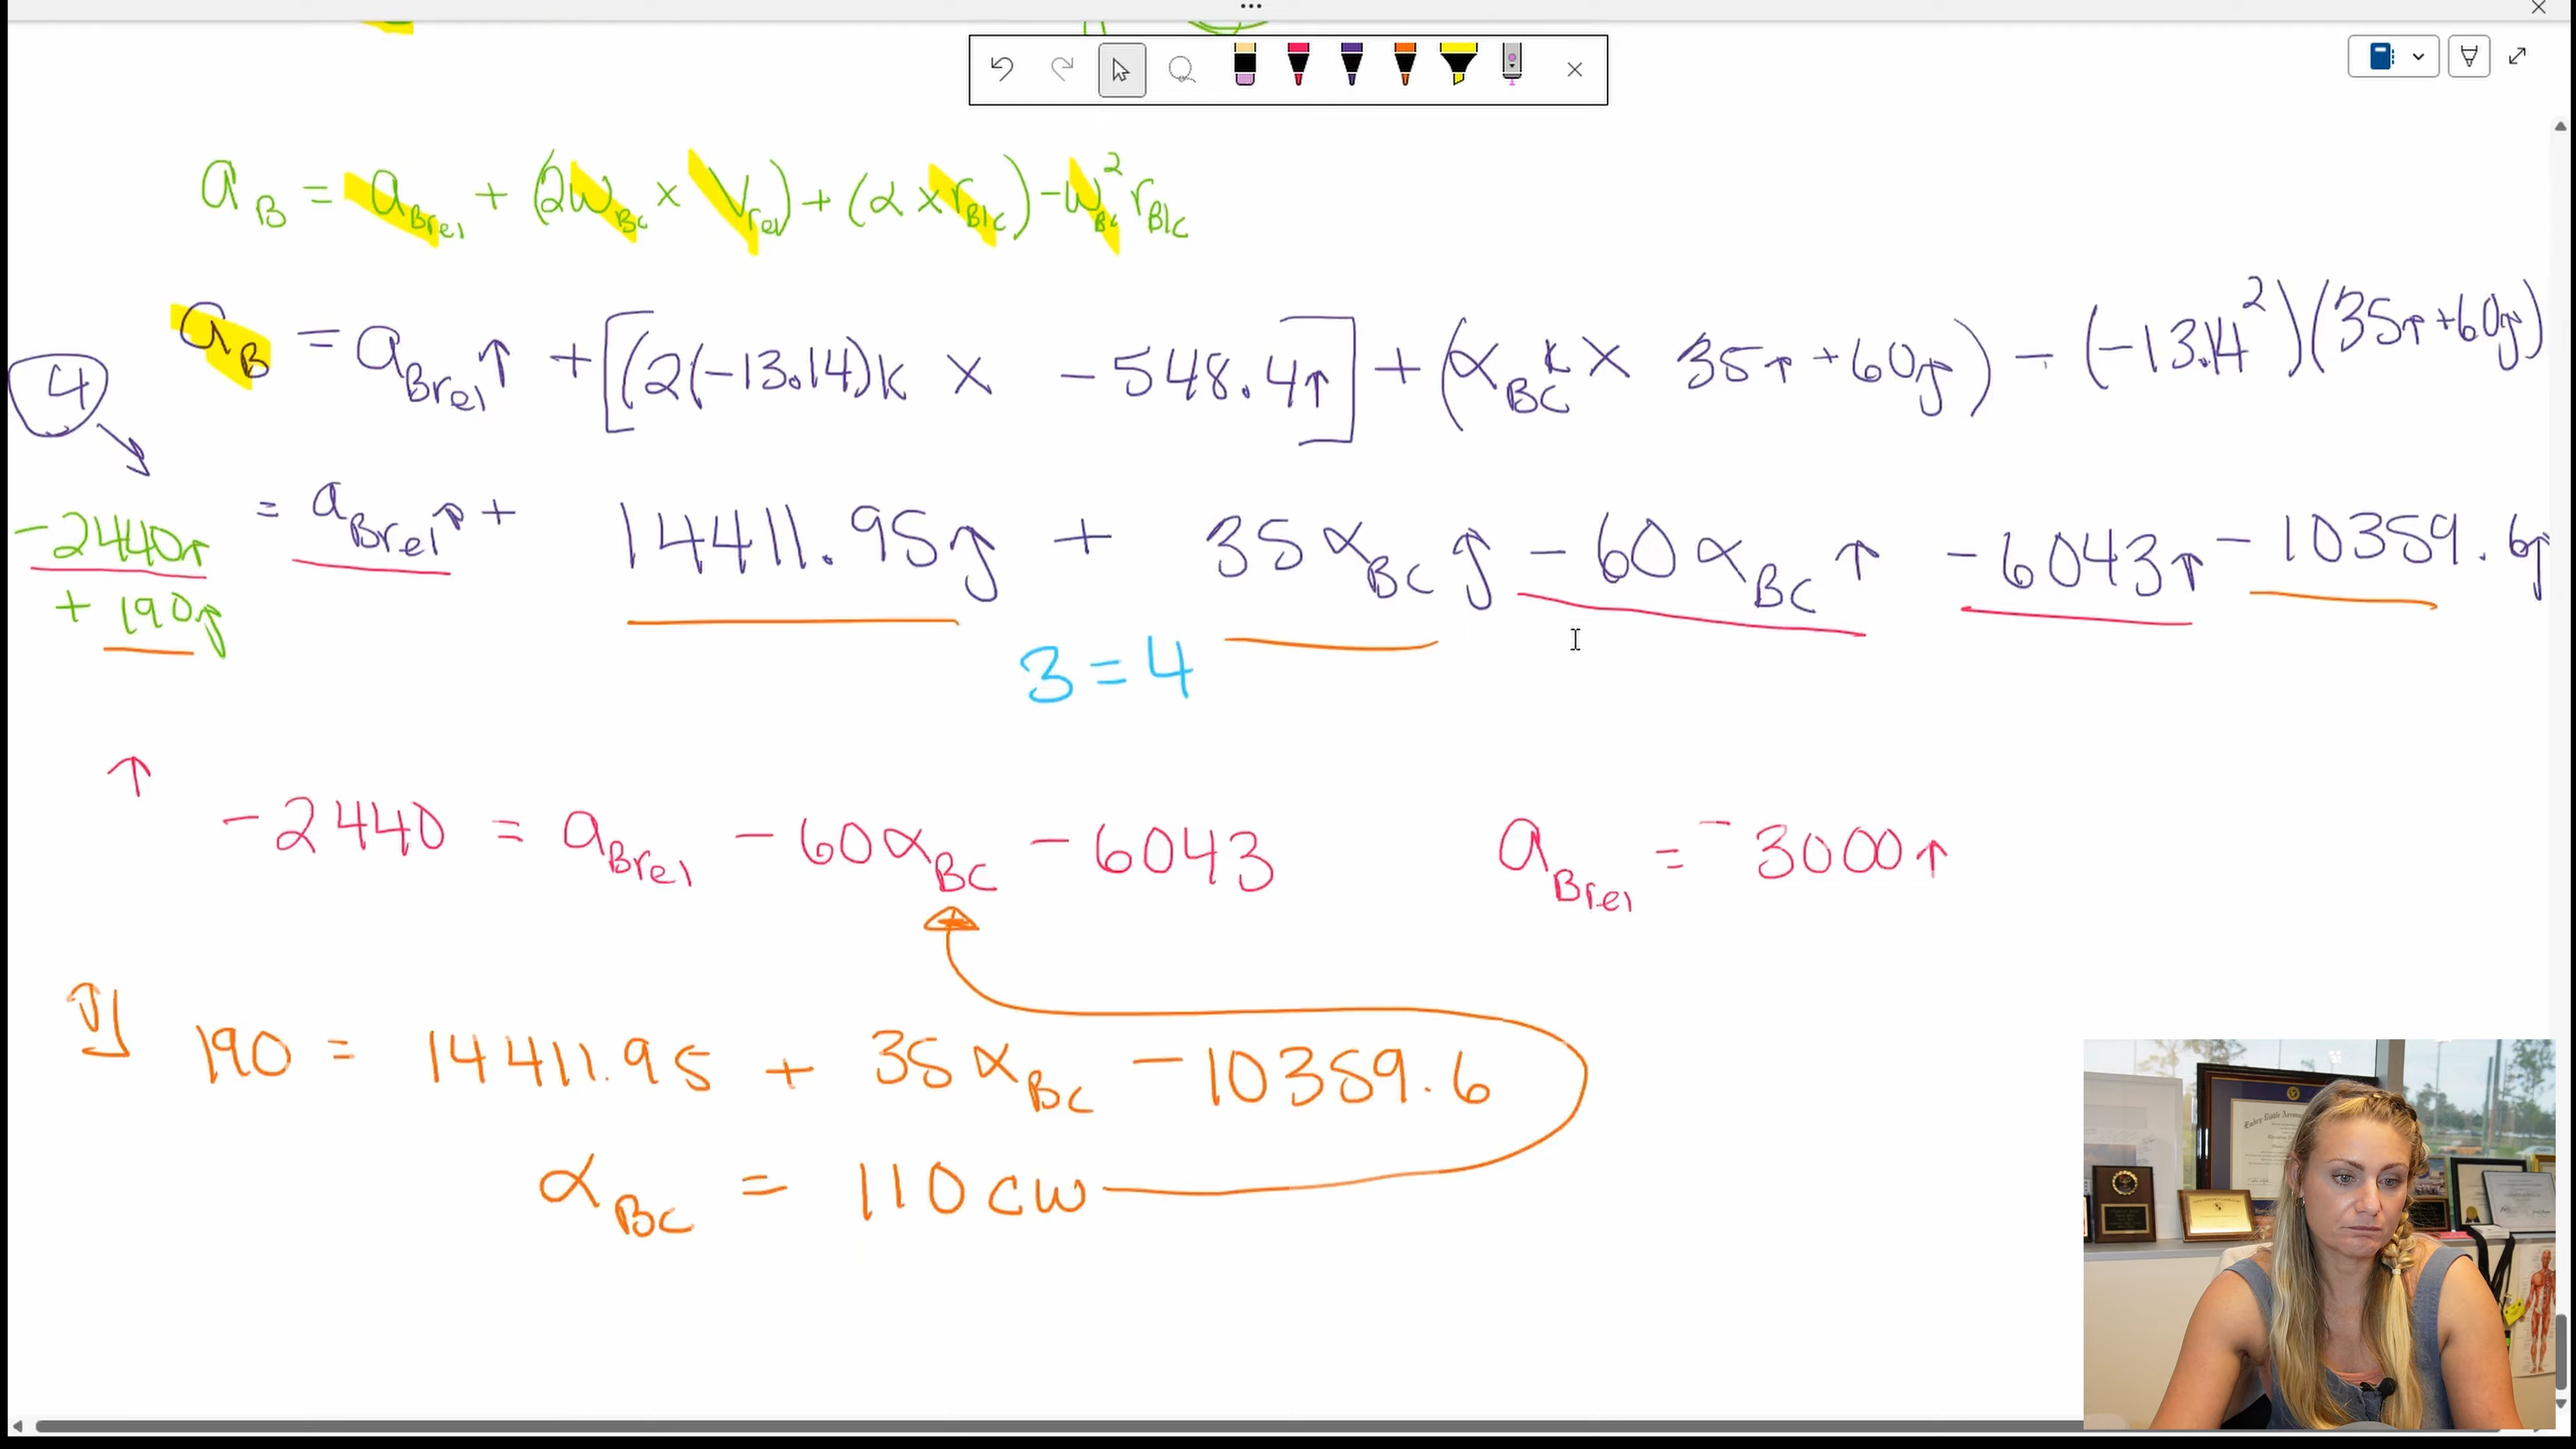 a_B = a_Brel + (2ω_BC × V_rel) + (α × r_B/C) - ω_BC² r_B/C
4
a_B = a_Brel î + [(2(-13.14)k × -548.4î] + (α_BC k × 35î + 60ĵ) - (-13.14²)(35î + 60ĵ)
-2440î + 190ĵ = a_Brel î + 14411.95ĵ + 35α_BC ĵ - 60α_BC î - 6043î - 10359.6ĵ
3 = 4
î
-2440 = a_Brel - 60α_BC - 6043
a_Brel = -3000î
ĵ
190 = 14411.95 + 35α_BC - 10359.6
α_BC = 110 cw